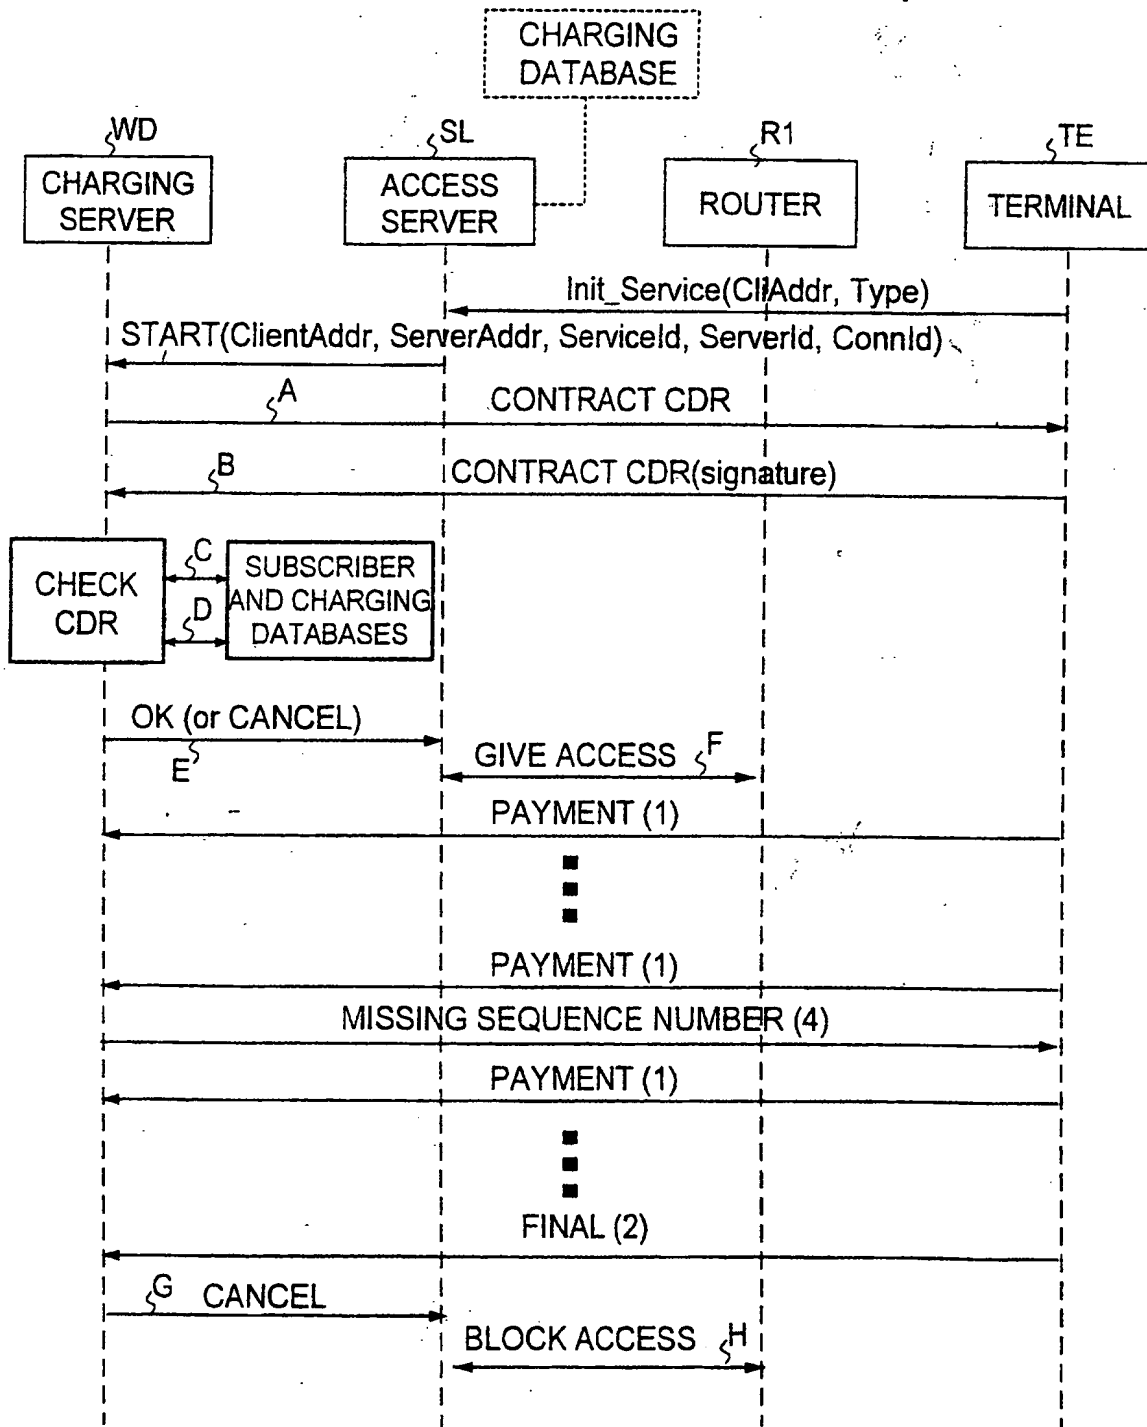 CHARGING
DATABASE
WD
SL
R1
TE
CHARGING
SERVER
ACCESS
SERVER
ROUTER
TERMINAL
Init_Service(CliAddr, Type)
START(ClientAddr, ServerAddr, ServiceId, ServerId, ConnId)
A
CONTRACT CDR
B
CONTRACT CDR(signature)
CHECK
CDR
C
D
SUBSCRIBER
AND CHARGING
DATABASES
OK (or CANCEL)
E
GIVE ACCESS
F
PAYMENT (1)
PAYMENT (1)
MISSING SEQUENCE NUMBER (4)
PAYMENT (1)
FINAL (2)
G
CANCEL
BLOCK ACCESS
H